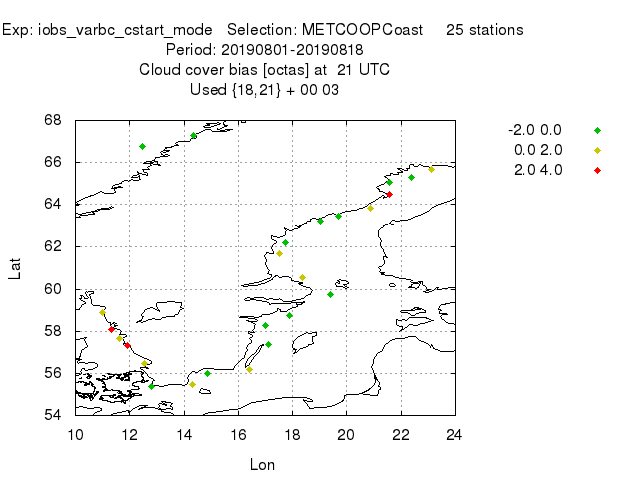 Exp: iobs_varbc_cstart_mode   Selection: METCOOPCoast     25 stations
Period: 20190801-20190818
Cloud cover bias [octas] at  21 UTC
Used {18,21} + 00 03
-2.0 0.0
0.0 2.0
2.0 4.0
68
66
64
62
60
58
56
54
Lat
10 12 14 16 18 20 22 24
Lon